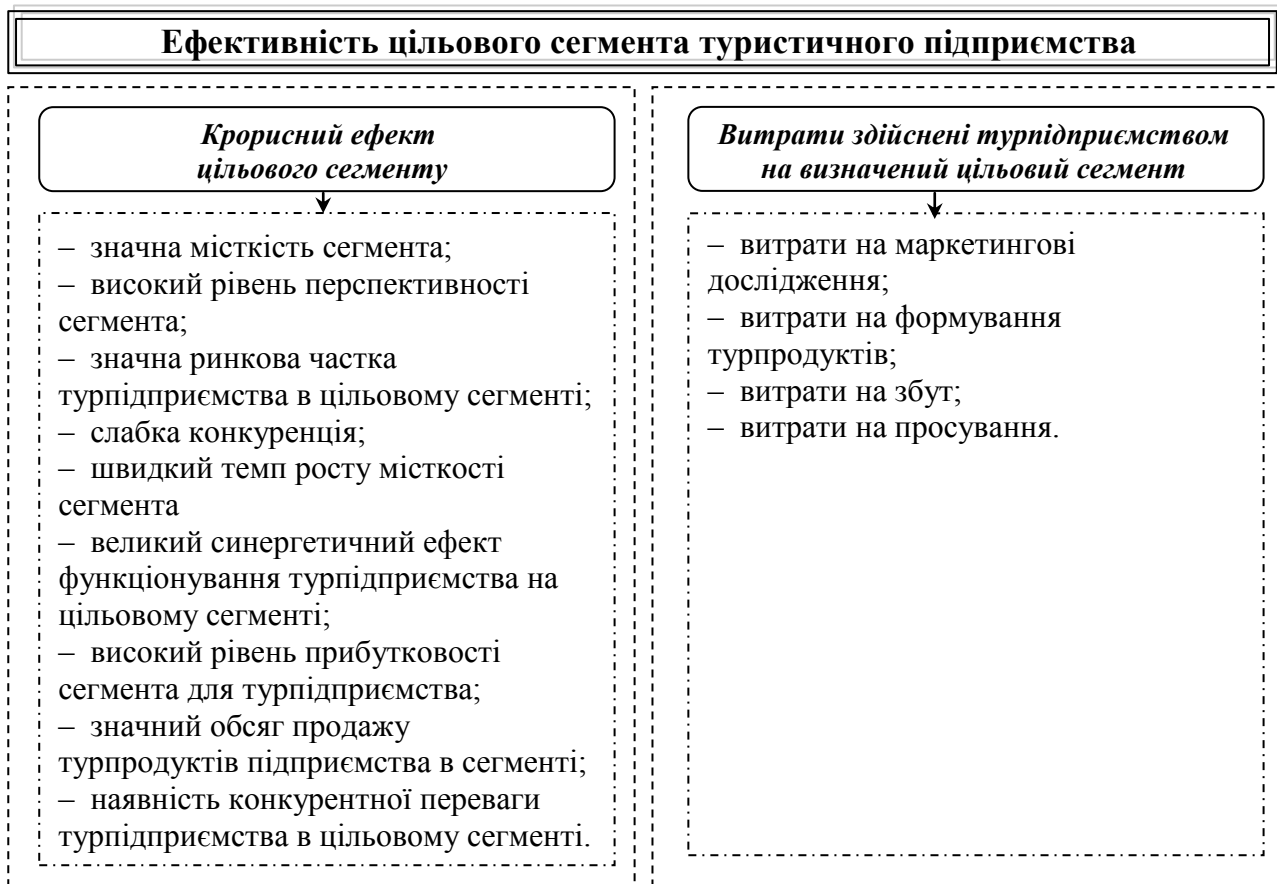 Ефективність цільового сегмента туристичного підприємства
Крорисний ефект
цільового сегменту
– значна місткість сегмента;
– високий рівень перспективності
сегмента;
– значна ринкова частка
турпідприємства в цільовому сегменті;
– слабка конкуренція;
– швидкий темп росту місткості
сегмента
– великий синергетичний ефект
функціонування турпідприємства на
цільовому сегменті;
– високий рівень прибутковості
сегмента для турпідприємства;
– значний обсяг продажу
турпродуктів підприємства в сегменті;
– наявність конкурентної переваги
турпідприємства в цільовому сегменті.
Витрати здійснені турпідприємством
на визначений цільовий сегмент
– витрати на маркетингові
дослідження;
– витрати на формування
турпродуктів;
– витрати на збут;
– витрати на просування.